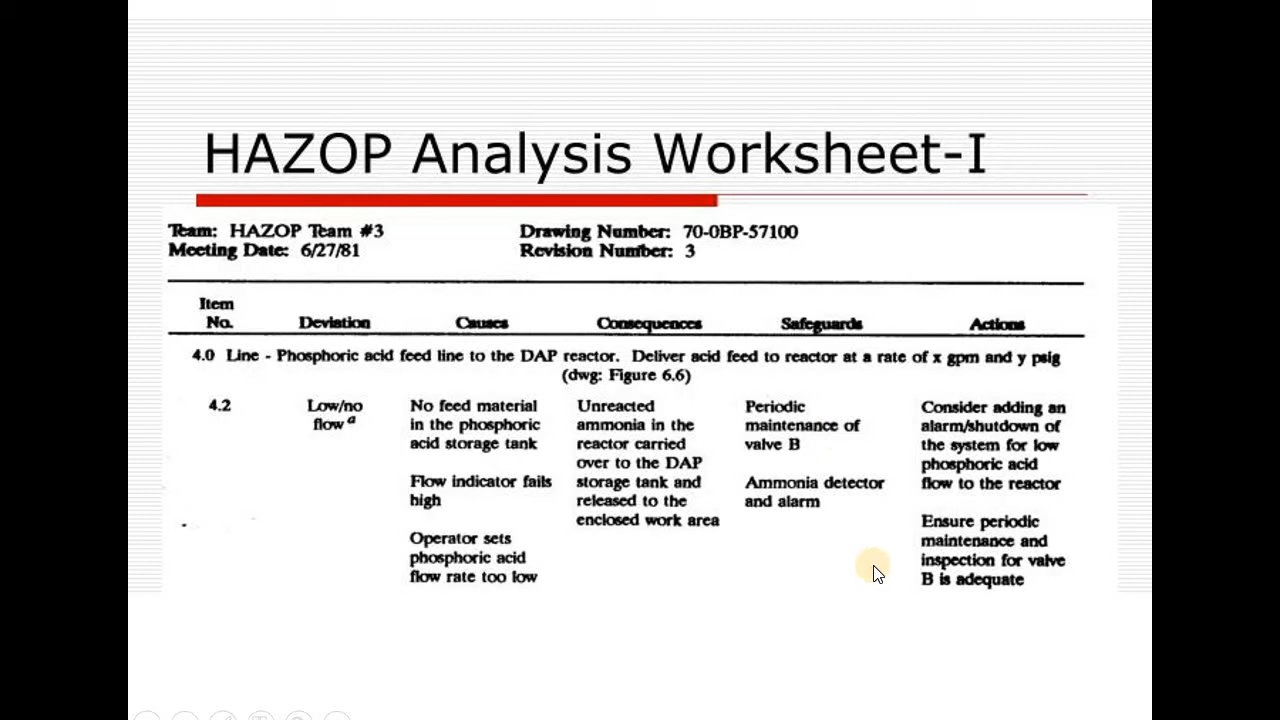 HAZOP Analysis Worksheet-I
Team: HAZOP Team #3 Drawing Number: 70-0BP-57100
Meeting Date: 6/27/81 Revision Number: 3
Item
No. Deviation Causes Consequences Safeguards Actions
4.0 Line - Phosphoric acid feed line to the DAP reactor. Deliver acid feed to reactor at a rate of x gpm and y psig
(dwg: Figure 6.6)
4.2
Low/no
flow a
No feed material
in the phosphoric
acid storage tank
Flow indicator fails
high
Operator sets
phosphoric acid
flow rate too low
Unreacted
ammonia in the
reactor carried
over to the DAP
storage tank and
released to the
enclosed work area
Periodic
maintenance of
valve B
Ammonia detector
and alarm
Consider adding an
alarm/shutdown of
the system for low
phosphoric acid
flow to the reactor
Ensure periodic
maintenance and
inspection for valve
B is adequate